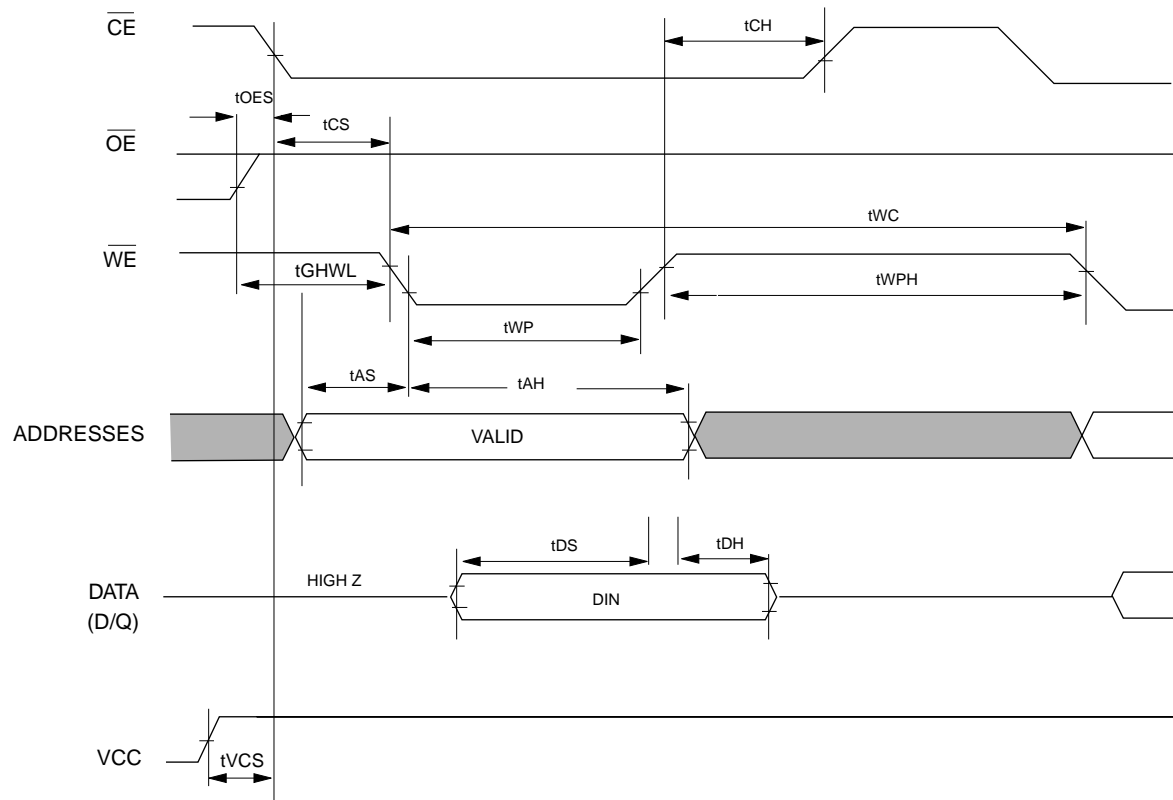 CE
tCH
tOES
tCS
OE
tWC
WE
tGHWL
tWPH
tWP
tAS
tAH
ADDRESSES
VALID
tDS
tDH
HIGH Z
DATA
(D/Q)
DIN
VCC
tVCS